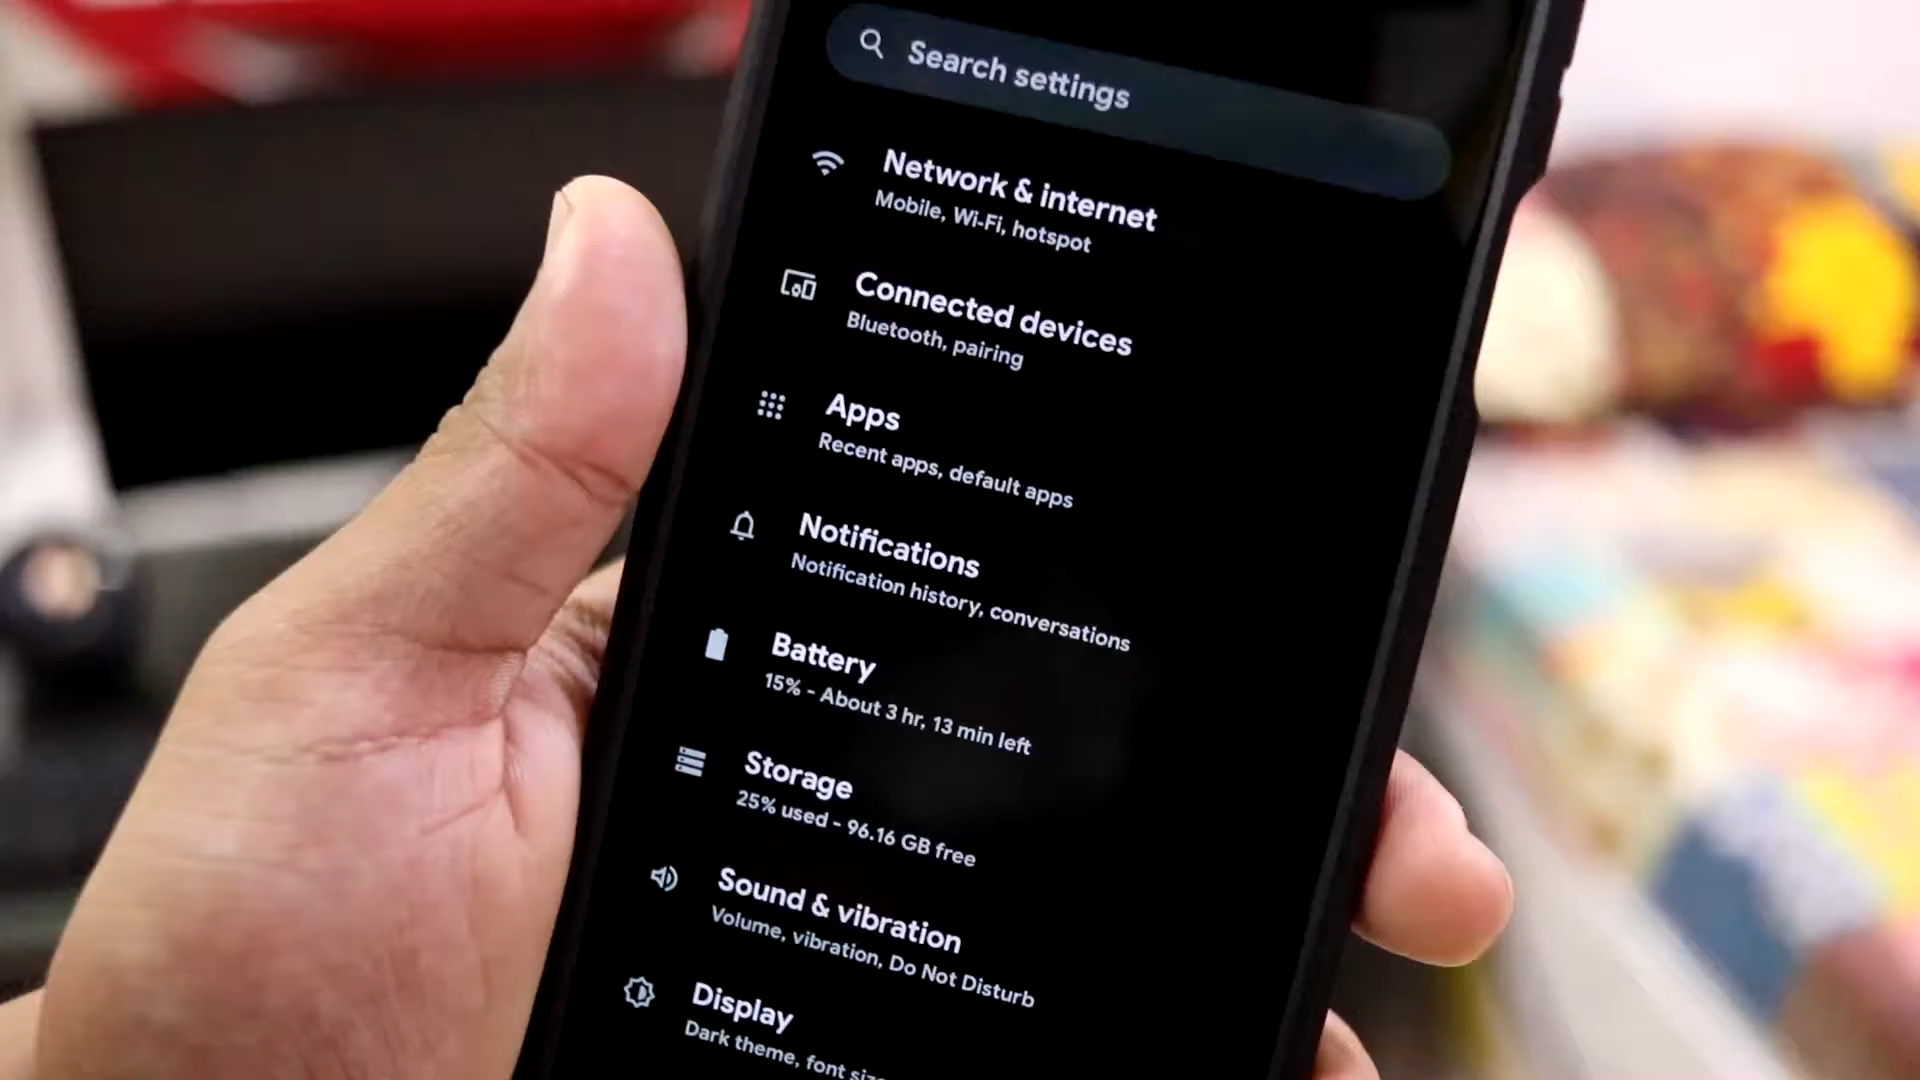 Search settings
Network & internet
Mobile, Wi-Fi, hotspot
Connected devices
Bluetooth, pairing
Apps
Recent apps, default apps
Notifications
Notification history, conversations
Battery
15% - About 3 hr, 13 min left
Storage
25% used - 96.16 GB free
Sound & vibration
Volume, vibration, Do Not Disturb
Display
Dark theme, font